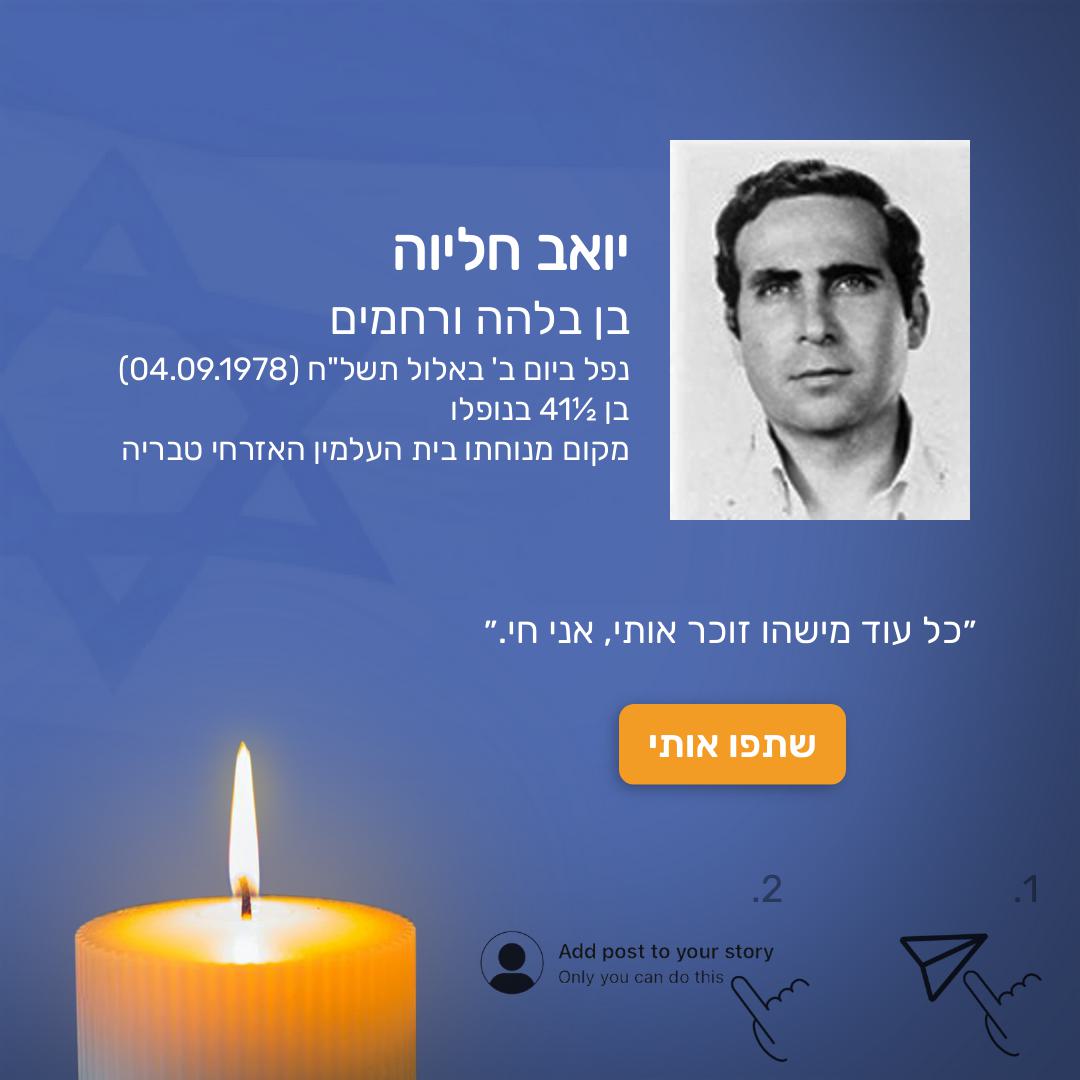 יואב חליוה
בן בלהה ורחמים
נפל ביום ב' באלול תשל"ח (04.09.1978)
בן 41½ בנופלו
מקום מנוחתו בית העלמין האזרחי טבריה
״כל עוד מישהו זוכר אותי, אני חי.״
שתפו אותי
1.
2.
Add post to your story
Only you can do this